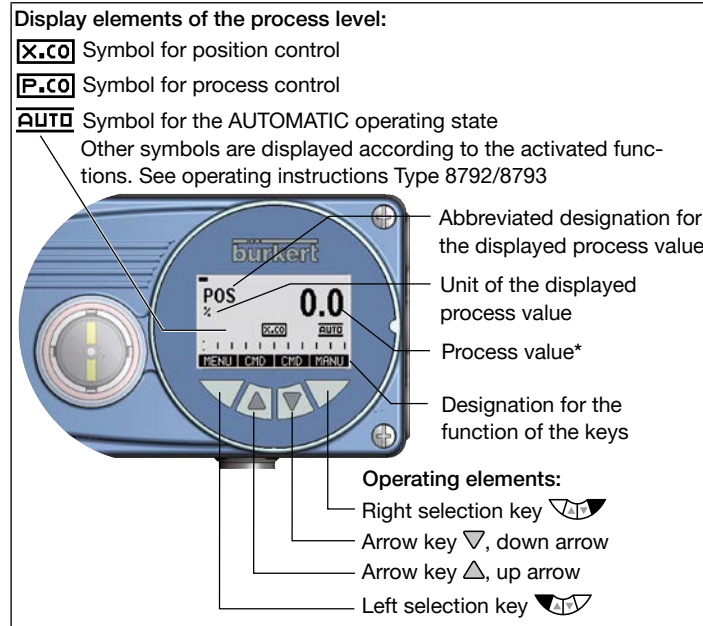 Display elements of the process level:
X.CO Symbol for position control
P.CO Symbol for process control
AUTO Symbol for the AUTOMATIC operating state
Other symbols are displayed according to the activated func-
tions. See operating instructions Type 8792/8793
Abbreviated designation for
the displayed process value
bürkert
POS
0.0
%
Unit of the displayed
process value
X.CO AUTO
Process value*
MENU CMD CMD MANU
Designation for the
function of the keys
Operating elements:
Right selection key
Arrow key ▽, down arrow
Arrow key △, up arrow
Left selection key